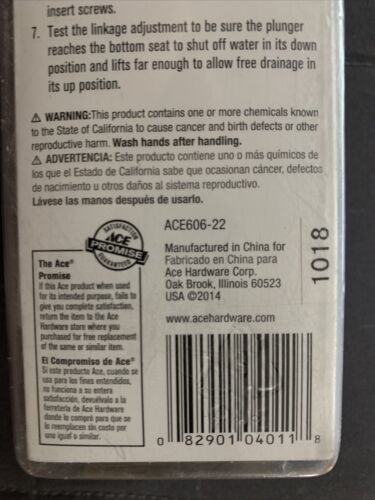 insert screws.
7. Test the linkage adjustment to be sure the plunger
reaches the bottom seat to shut off water in its down
position and lifts far enough to allow free drainage in
its up position.
⚠ WARNING:This product contains one or more chemicals known
to the State of California to cause cancer and birth defects or other
reproductive harm. Wash hands after handling.
⚠ ADVERTENCIA: Este producto contiene uno o más químicos de
los que el Estado de California sabe que ocasionan cáncer, defectos
de nacimiento u otros daños al sistema reproductivo.
Lávese las manos después de usarlo.
SATISFACTION
ACE
PROMISE
GUARANTEED
The Ace®
Promise
If this Ace product when used
for its intended purpose, fails to
give you complete satisfaction,
return the item to the Ace
Hardware store where you
purchased for free replacement
of the same or similar item.
El Compromiso de Ace®
Si este producto Ace, cuando se
usa para los fines entendidos,
no funciona a su entera
satisfacción, devuélvalo a la
ferretería de Ace Hardware
donde lo compró para que se
lo reemplacen sin costo por
uno igual o similar.
ACE606-22
Manufactured in China for
Fabricado en China para
Ace Hardware Corp.
Oak Brook, Illinois 60523
USA ©2014
www.acehardware.com
1018
0 82901 04011 8